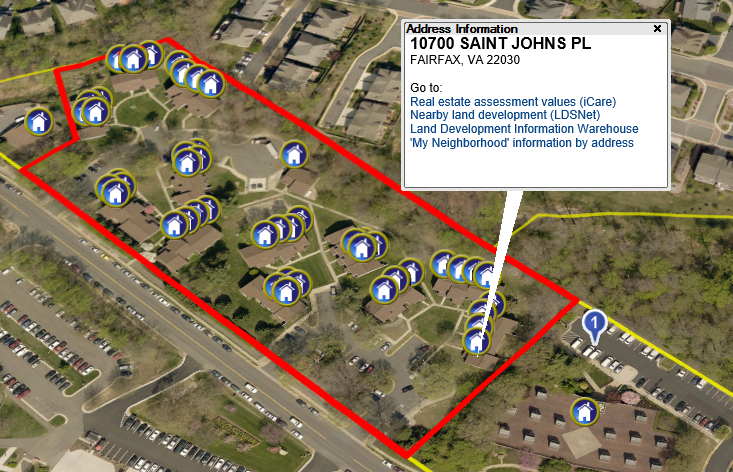 Address Information
10700 SAINT JOHNS PL
FAIRFAX, VA 22030
Go to:
Real estate assessment values (iCare)
Nearby land development (LDSNet)
Land Development Information Warehouse
'My Neighborhood' information by address
1